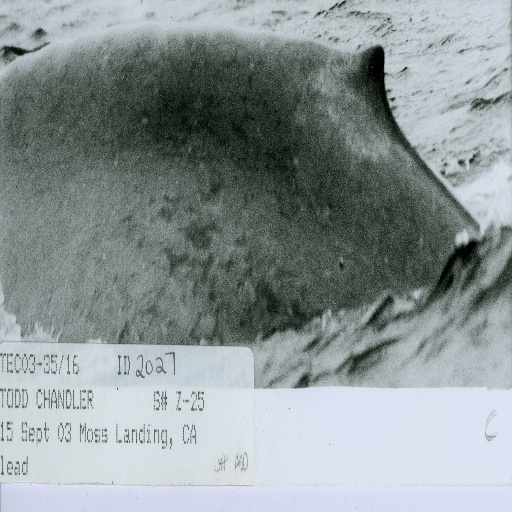 TEC03-35/16 ID 2027
TODD CHANDLER S# Z-25
15 Sept 03 Moss Landing, CA
lead
C